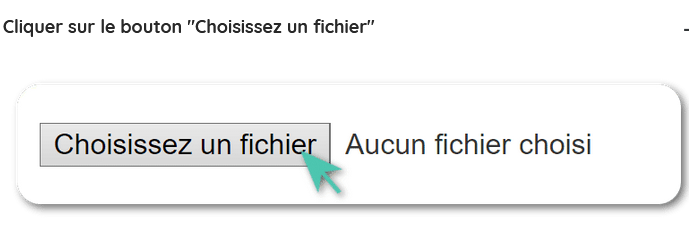 Cliquer sur le bouton "Choisissez un fichier"
Choisissez un fichier Aucun fichier choisi